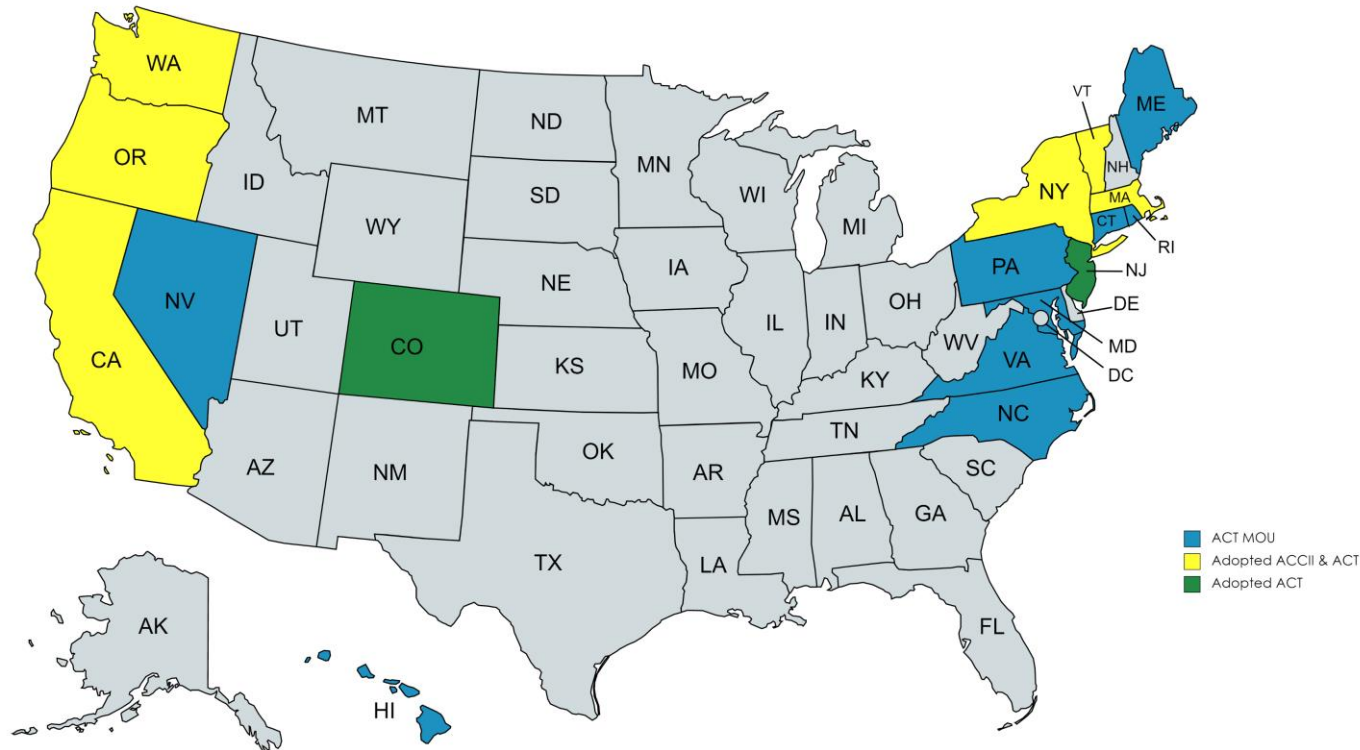 WA
MT
ND
MN
VT
ME
OR
ID
SD
WI
NH
NY
MA
WY
MI
CT
RI
IA
PA
NJ
NE
NV
OH
DE
UT
IL
IN
CA
CO
WV
MD
KS
MO
VA
DC
KY
NC
TN
OK
AZ
NM
AR
SC
MS
AL
GA
ACT MOU
TX
LA
Adopted ACCII & ACT
Adopted ACT
FL
AK
HI